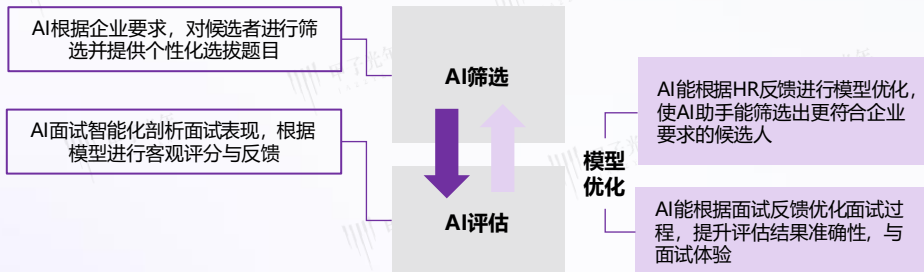 AI根据企业要求，对候选者进行筛
选并提供个性化选拔题目
AI筛选
AI面试智能化剖析面试表现，根据
模型进行客观评分与反馈
AI评估
模型
优化
AI能根据HR反馈进行模型优化，
使AI助手能筛选出更符合企业
要求的候选人
AI能根据面试反馈优化面试过
程，提升评估结果准确性，与
面试体验